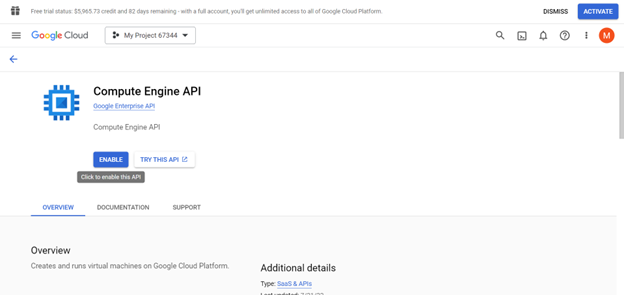 Free trial status: $5,965.73 credit and 82 days remaining - with a full account, you'll get unlimited access to all of Google Cloud Platform.
DISMISS
ACTIVATE
Google Cloud
My Project 67344
M
Compute Engine API
Google Enterprise API
Compute Engine API
ENABLE
TRY THIS API
Click to enable this API
OVERVIEW
DOCUMENTATION
SUPPORT
Overview
Creates and runs virtual machines on Google Cloud Platform.
Additional details
Type: SaaS & APIs
Last updated: